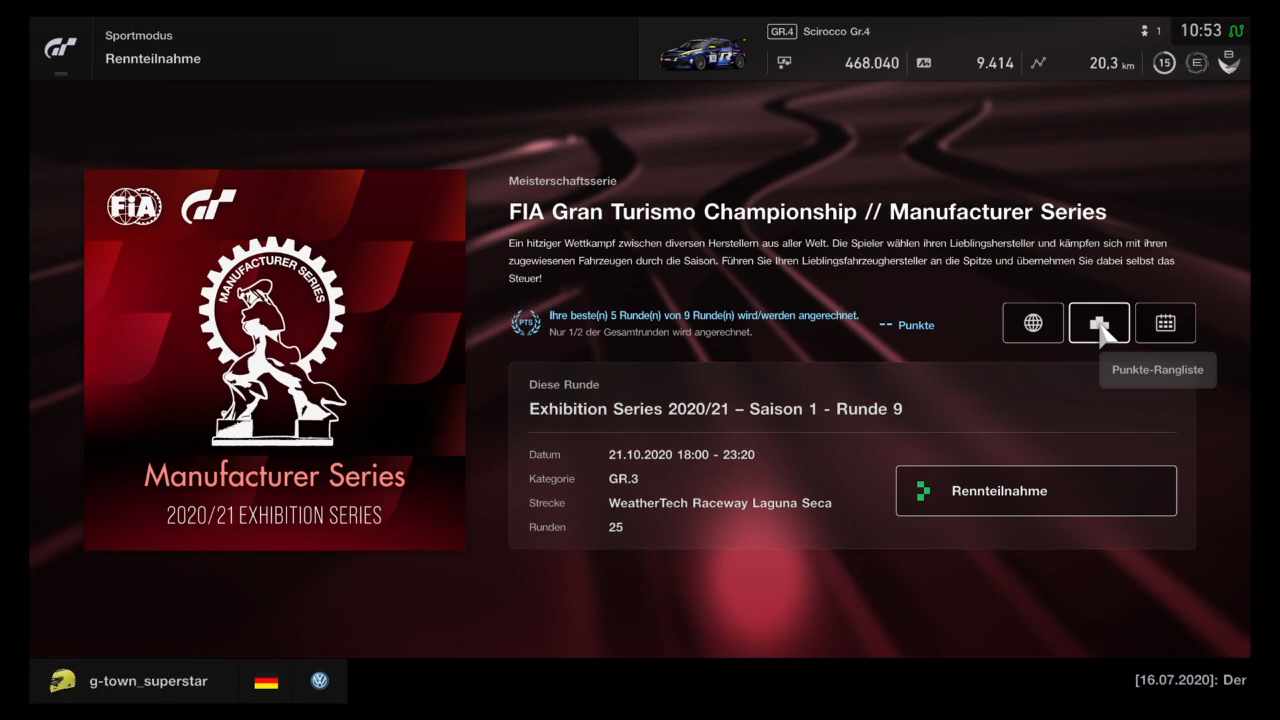 Sportmodus
Rennteilnahme
GR.4 Scirocco Gr.4
1
10:53
468.040
9.414
20,3 km
15
E
B
FiA GT
MANUFACTURER SERIES
Manufacturer Series
2020/21 EXHIBITION SERIES
Meisterschaftsserie
FIA Gran Turismo Championship // Manufacturer Series
Ein hitziger Wettkampf zwischen diversen Herstellern aus aller Welt. Die Spieler wählen ihren Lieblingshersteller und kämpfen sich mit ihren
zugewiesenen Fahrzeugen durch die Saison. Führen Sie Ihren Lieblingsfahrzeughersteller an die Spitze und übernehmen Sie dabei selbst das
Steuer!
PTS
Ihre beste(n) 5 Runde(n) von 9 Runde(n) wird/werden angerechnet.
Nur 1/2 der Gesamtrunden wird angerechnet.
-- Punkte
Punkte-Rangliste
Diese Runde
Exhibition Series 2020/21 – Saison 1 - Runde 9
Datum 21.10.2020 18:00 - 23:20
Kategorie GR.3
Strecke WeatherTech Raceway Laguna Seca
Runden 25
Rennteilnahme
g-town_superstar
[16.07.2020]: Der